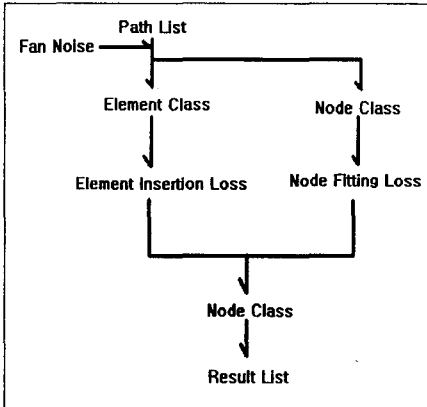 Path List
Fan Noise
Element Class
Node Class
Element Insertion Loss
Node Fitting Loss
Node Class
Result List